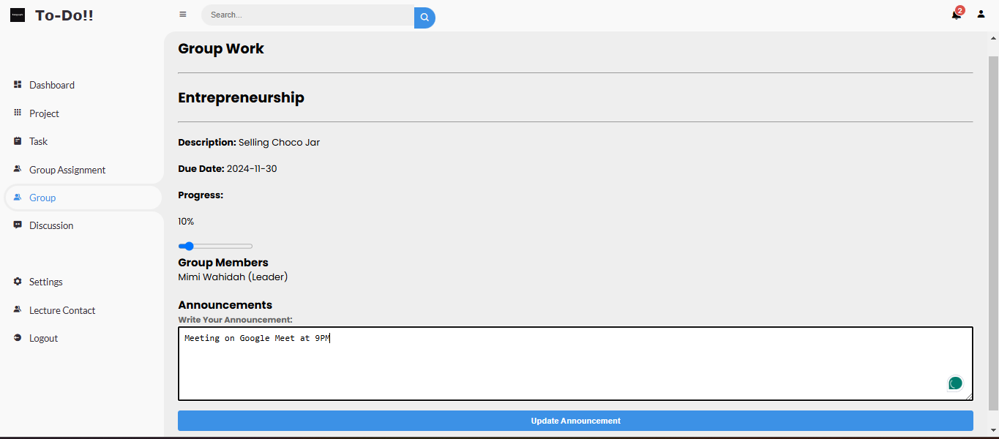 To-Do!!
Search...
2
Dashboard
Project
Task
Group Assignment
Group
Discussion
Settings
Lecture Contact
Logout
Group Work
Entrepreneurship
Description: Selling Choco Jar
Due Date: 2024-11-30
Progress:
10%
Group Members
Mimi Wahidah (Leader)
Announcements
Write Your Announcement:
Meeting on Google Meet at 9PM
Update Announcement